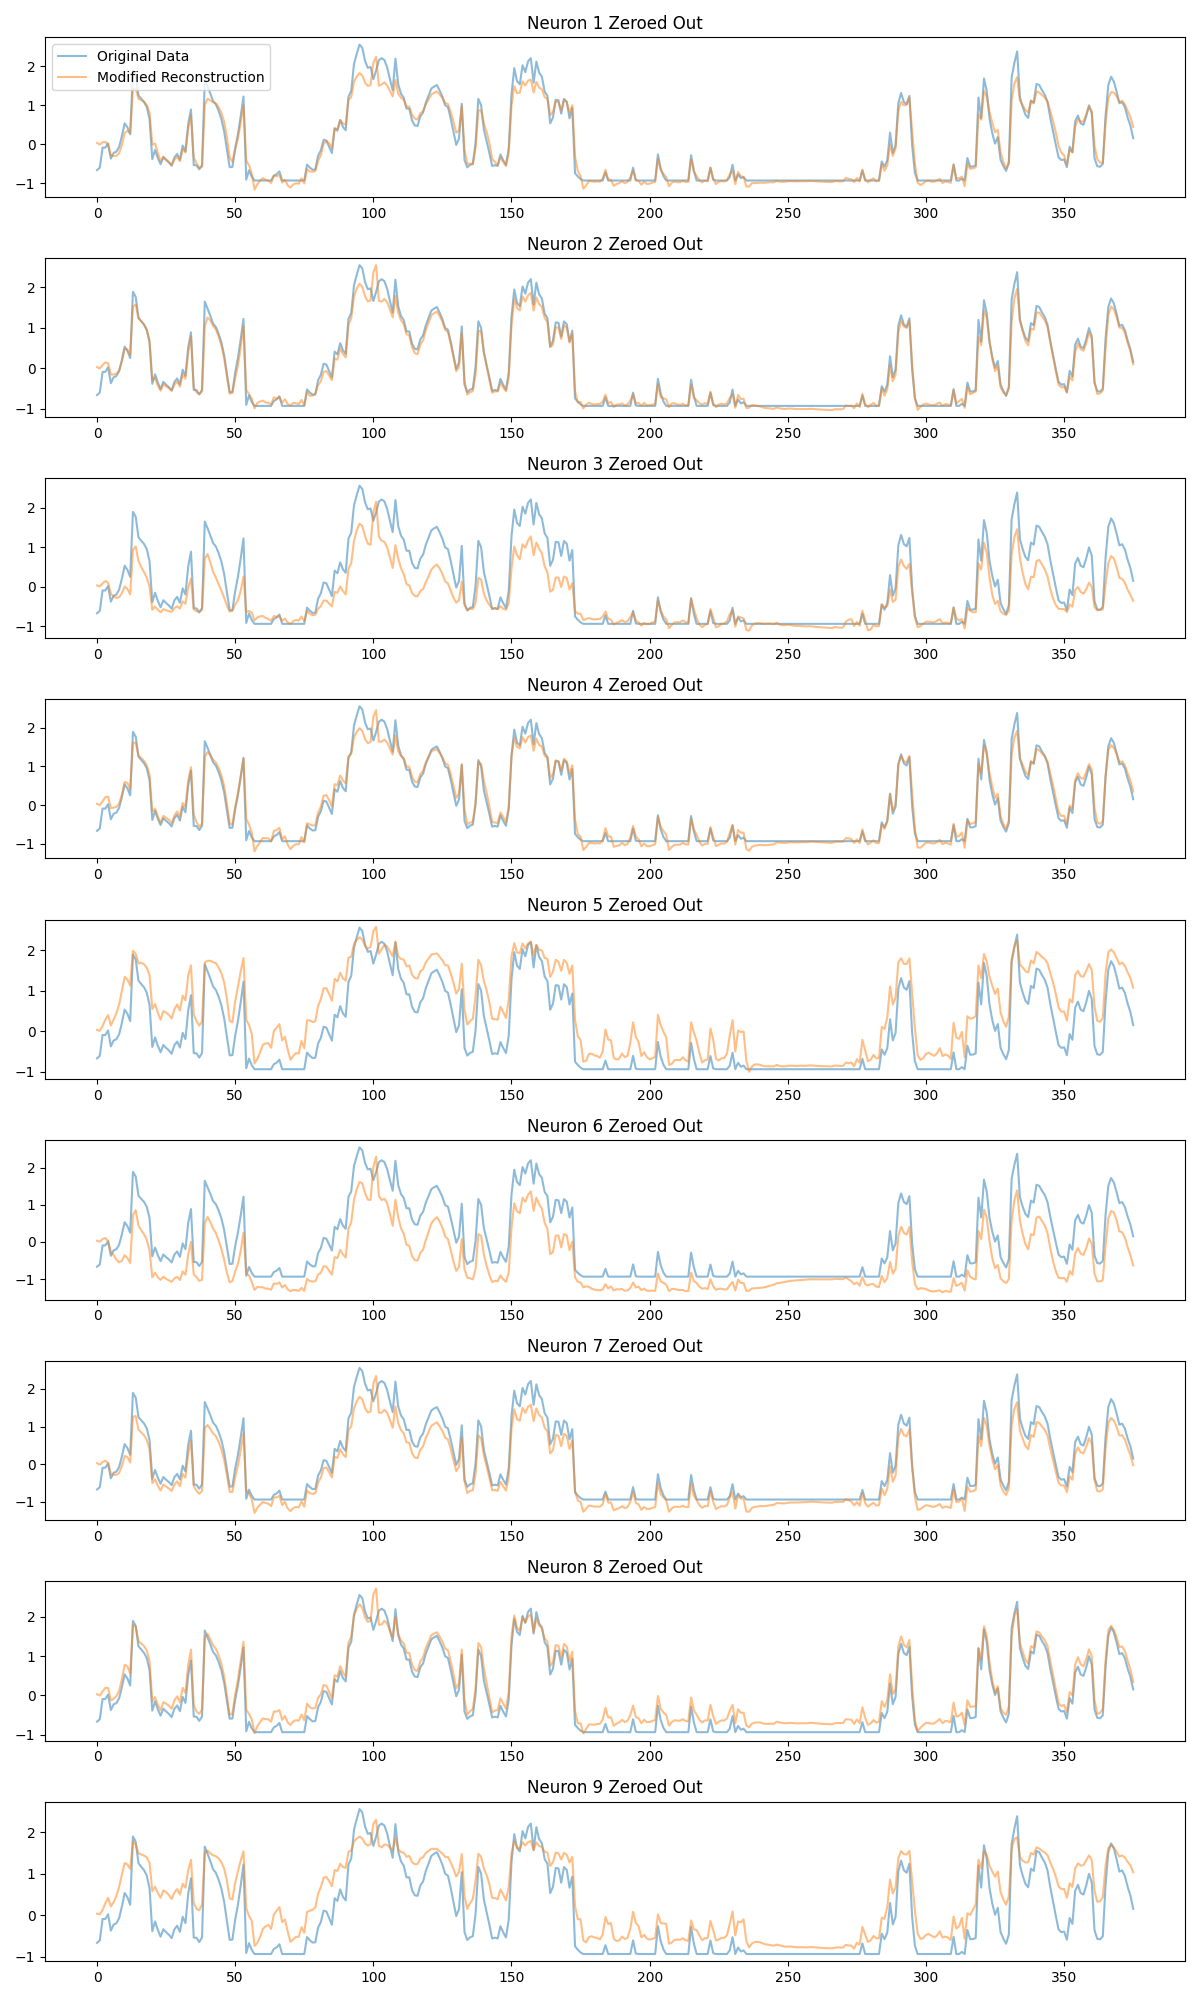 Neuron 1 Zeroed Out
Original Data
Modified Reconstruction
2
1
0
−1
0 50 100 150 200 250 300 350
Neuron 2 Zeroed Out
2
1
0
−1
0 50 100 150 200 250 300 350
Neuron 3 Zeroed Out
2
1
0
−1
0 50 100 150 200 250 300 350
Neuron 4 Zeroed Out
2
1
0
−1
0 50 100 150 200 250 300 350
Neuron 5 Zeroed Out
2
1
0
−1
0 50 100 150 200 250 300 350
Neuron 6 Zeroed Out
2
1
0
−1
0 50 100 150 200 250 300 350
Neuron 7 Zeroed Out
2
1
0
−1
0 50 100 150 200 250 300 350
Neuron 8 Zeroed Out
2
1
0
−1
0 50 100 150 200 250 300 350
Neuron 9 Zeroed Out
2
1
0
−1
0 50 100 150 200 250 300 350